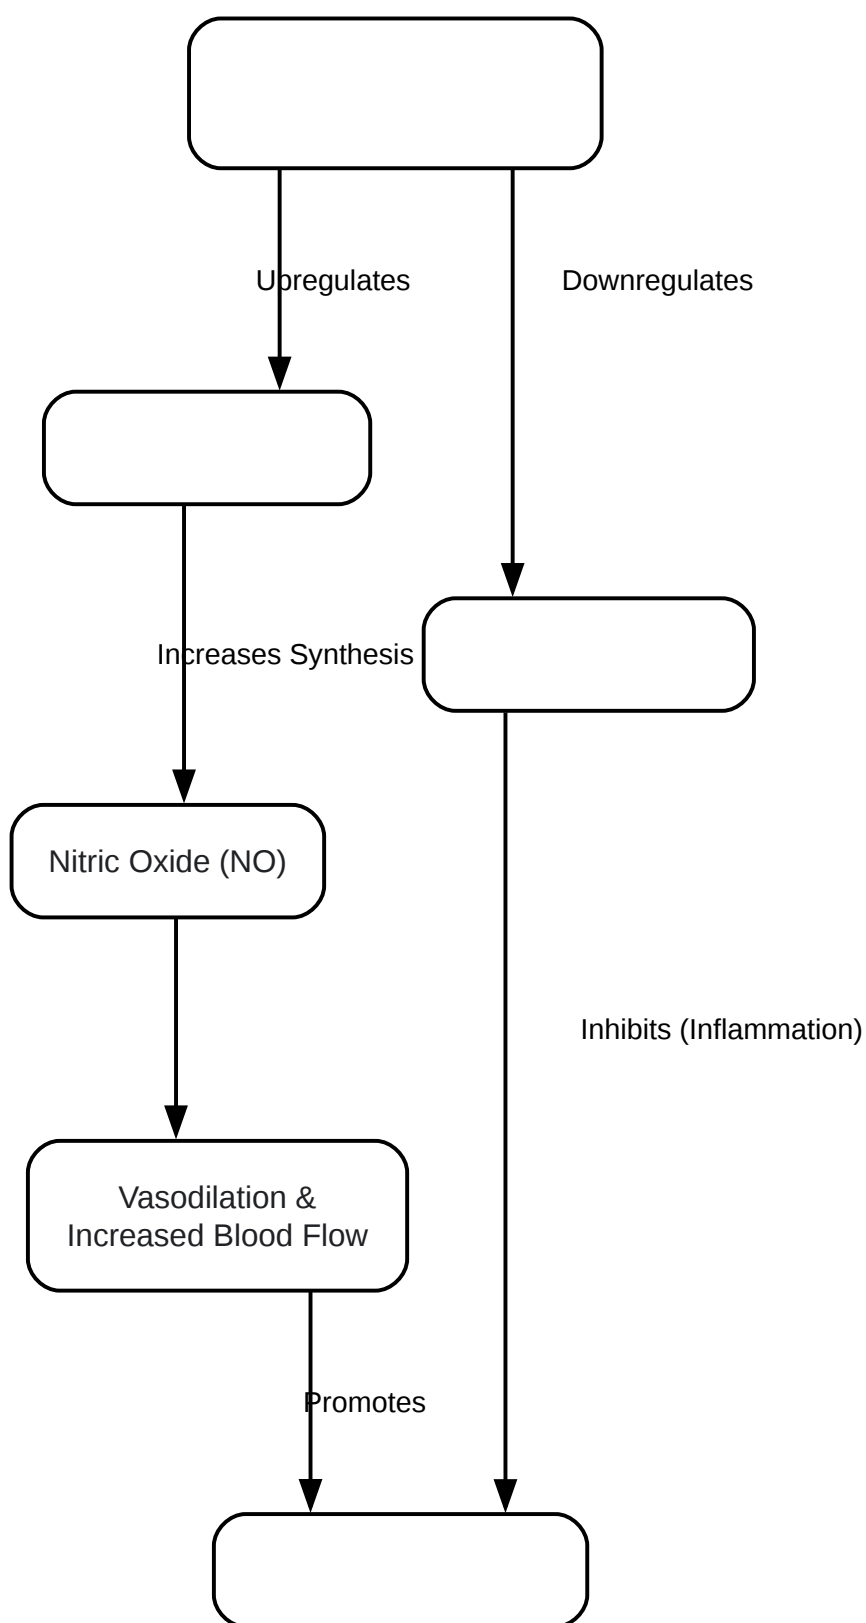 Upregulates
Downregulates
Increases Synthesis
Nitric Oxide (NO)
Inhibits (Inflammation)
Vasodilation &
Increased Blood Flow
Promotes